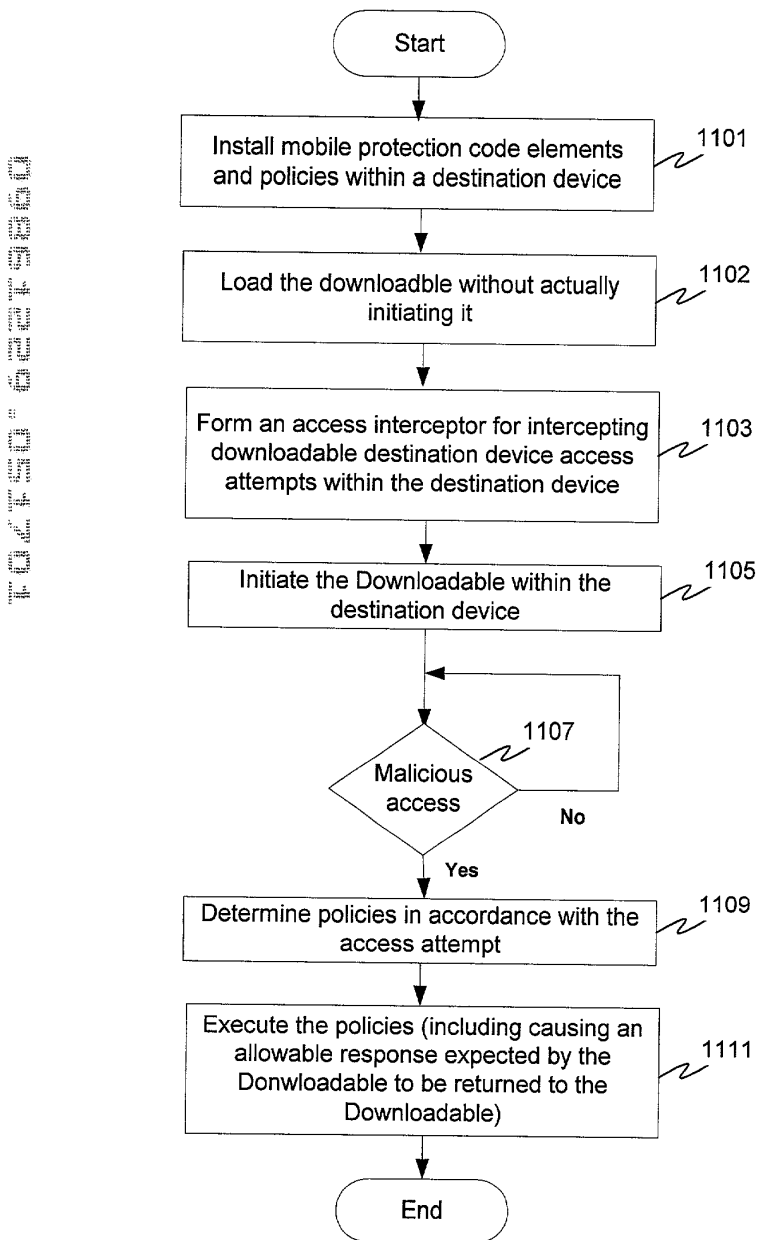 09861229.051701
Start
Install mobile protection code elements
and policies within a destination device
1101
Load the downloadble without actually
initiating it
1102
Form an access interceptor for intercepting
downloadable destination device access
attempts within the destination device
1103
Initiate the Downloadable within the
destination device
1105
Malicious
access
1107
No
Yes
Determine policies in accordance with the
access attempt
1109
Execute the policies (including causing an
allowable response expected by the
Donwloadable to be returned to the
Downloadable)
1111
End